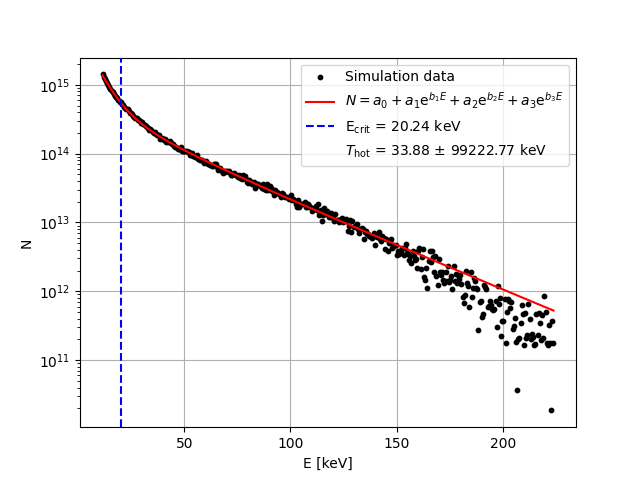 Simulation data
N = a₀ + a₁e^{b₁E} + a₂e^{b₂E} + a₃e^{b₃E}
E_crit = 20.24 keV
T_hot = 33.88 ± 99222.77 keV
10¹⁵
10¹⁴
10¹³
10¹²
10¹¹
N
50 100 150 200
E [keV]